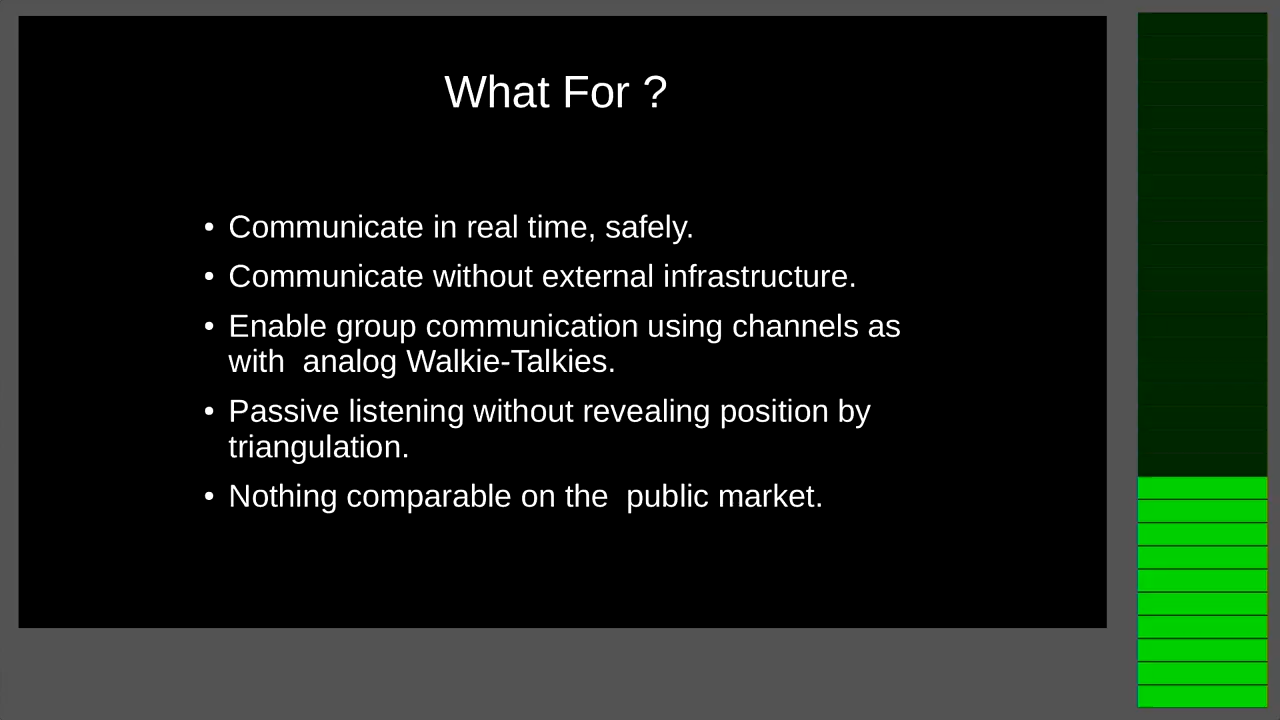 What For ?
• Communicate in real time, safely.
• Communicate without external infrastructure.
• Enable group communication using channels as
with  analog Walkie-Talkies.
• Passive listening without revealing position by
triangulation.
• Nothing comparable on the  public market.